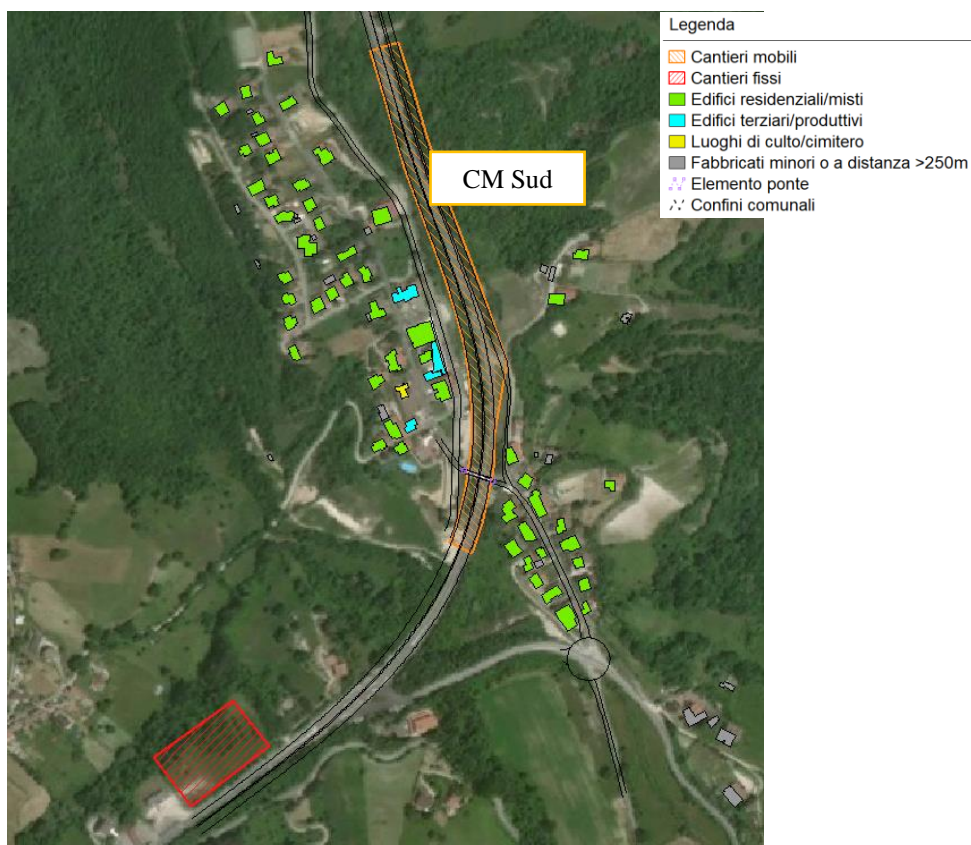 Legenda
Cantieri mobili
Cantieri fissi
Edifici residenziali/misti
Edifici terziari/produttivi
Luoghi di culto/cimitero
Fabbricati minori o a distanza >250m
Elemento ponte
Confini comunali
CM Sud